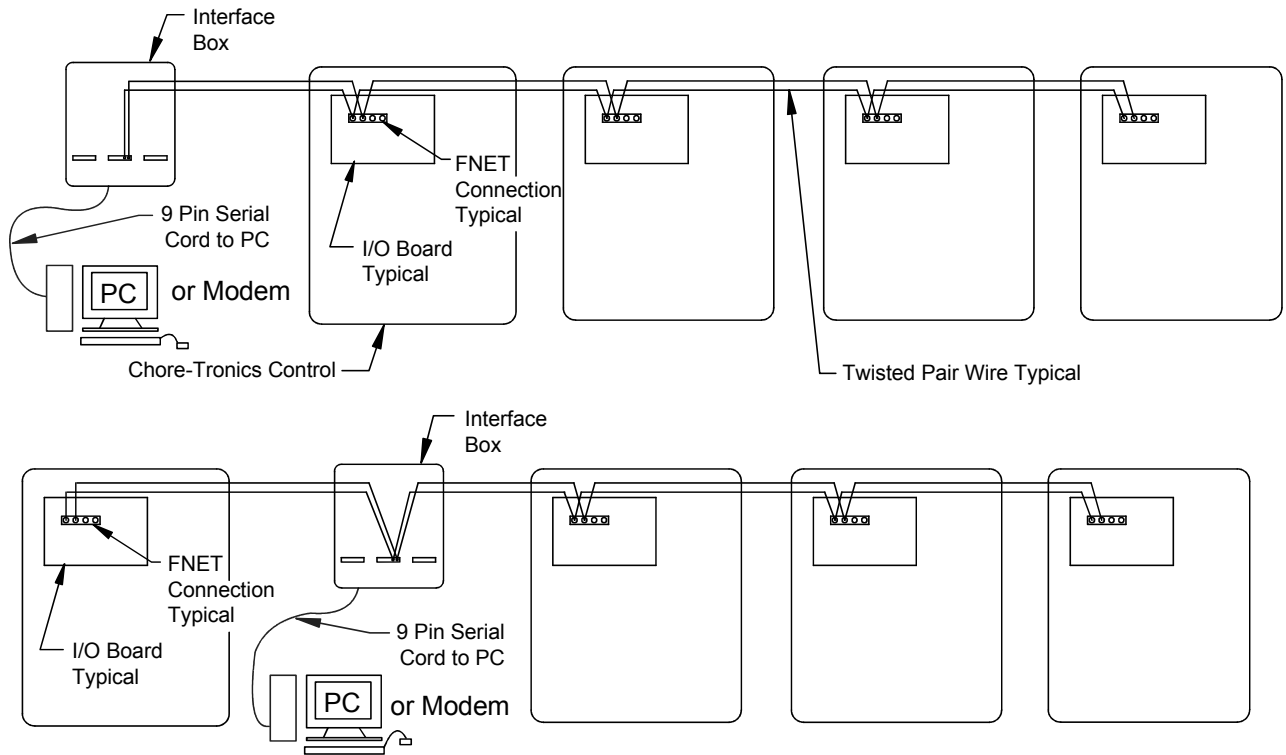 Interface
Box
FNET
Connection
Typical
9 Pin Serial
Cord to PC
I/O Board
Typical
PC
or Modem
Chore-Tronics Control
Twisted Pair Wire Typical
Interface
Box
FNET
Connection
Typical
I/O Board
Typical
9 Pin Serial
Cord to PC
PC
or Modem